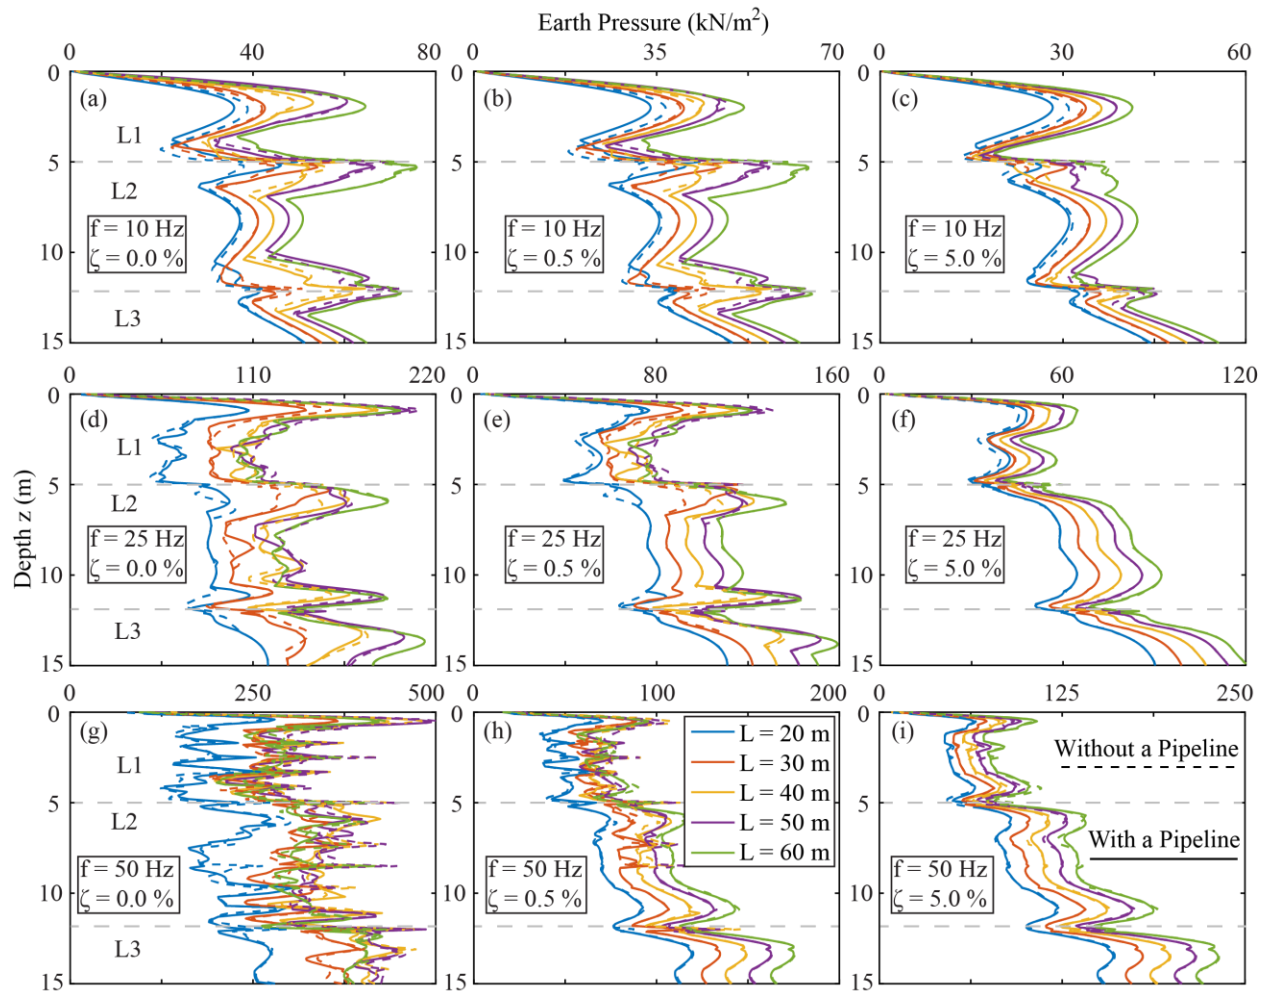 Earth Pressure (kN/m²)
0 40 80 0 35 70 0 30 60
0 (a) 0 (b) 0 (c)
L1
5 5 5
L2
f = 10 Hz f = 10 Hz f = 10 Hz
ζ = 0.0 % ζ = 0.5 % ζ = 5.0 %
10 10 10
L3
15 15 15
0 110 220 0 80 160 0 60 120
0 (d) 0 (e) 0 (f)
L1
5 5 5
L2
f = 25 Hz f = 25 Hz f = 25 Hz
ζ = 0.0 % ζ = 0.5 % ζ = 5.0 %
10 10 10
L3
15 15 15
Depth z (m)
0 250 500 0 100 200 0 125 250
0 (g) 0 (h) 0 (i)
L = 20 m
L = 30 m
L = 40 m
L = 50 m
L = 60 m
Without a Pipeline
With a Pipeline
L1
5 5 5
L2
f = 50 Hz f = 50 Hz f = 50 Hz
ζ = 0.0 % ζ = 0.5 % ζ = 5.0 %
10 10 10
L3
15 15 15